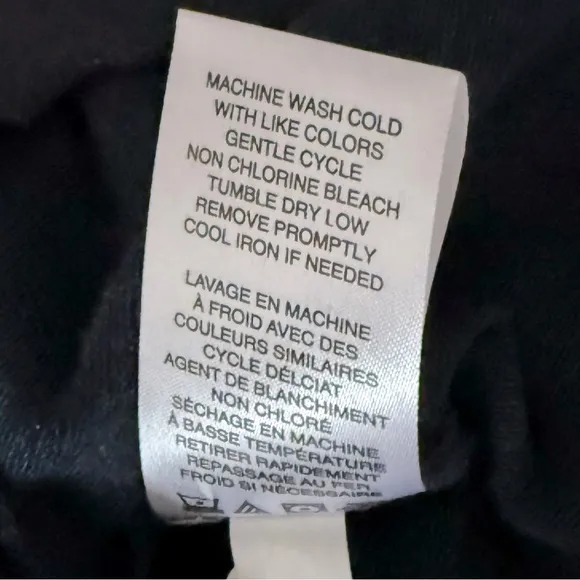 MACHINE WASH COLD
WITH LIKE COLORS
GENTLE CYCLE
NON CHLORINE BLEACH
TUMBLE DRY LOW
REMOVE PROMPTLY
COOL IRON IF NEEDED
LAVAGE EN MACHINE
À FROID AVEC DES
COULEURS SIMILAIRES
CYCLE DÉLCIAT
AGENT DE BLANCHIMENT
NON CHLORÉ
SÉCHAGE EN MACHINE
À BASSE TEMPÉRATURE
RETIRER RAPIDEMENT
REPASSAGE AU FER
FROID SI NÉCESSAIRE